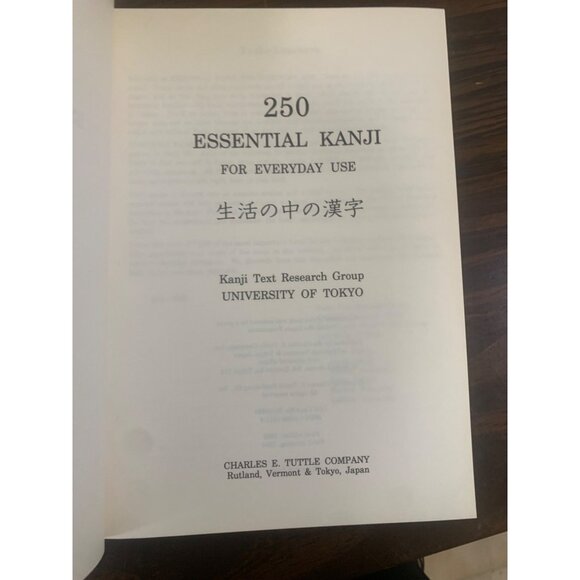 250
ESSENTIAL KANJI
FOR EVERYDAY USE
生活の中の漢字
Kanji Text Research Group
UNIVERSITY OF TOKYO
CHARLES E. TUTTLE COMPANY
Rutland, Vermont & Tokyo, Japan